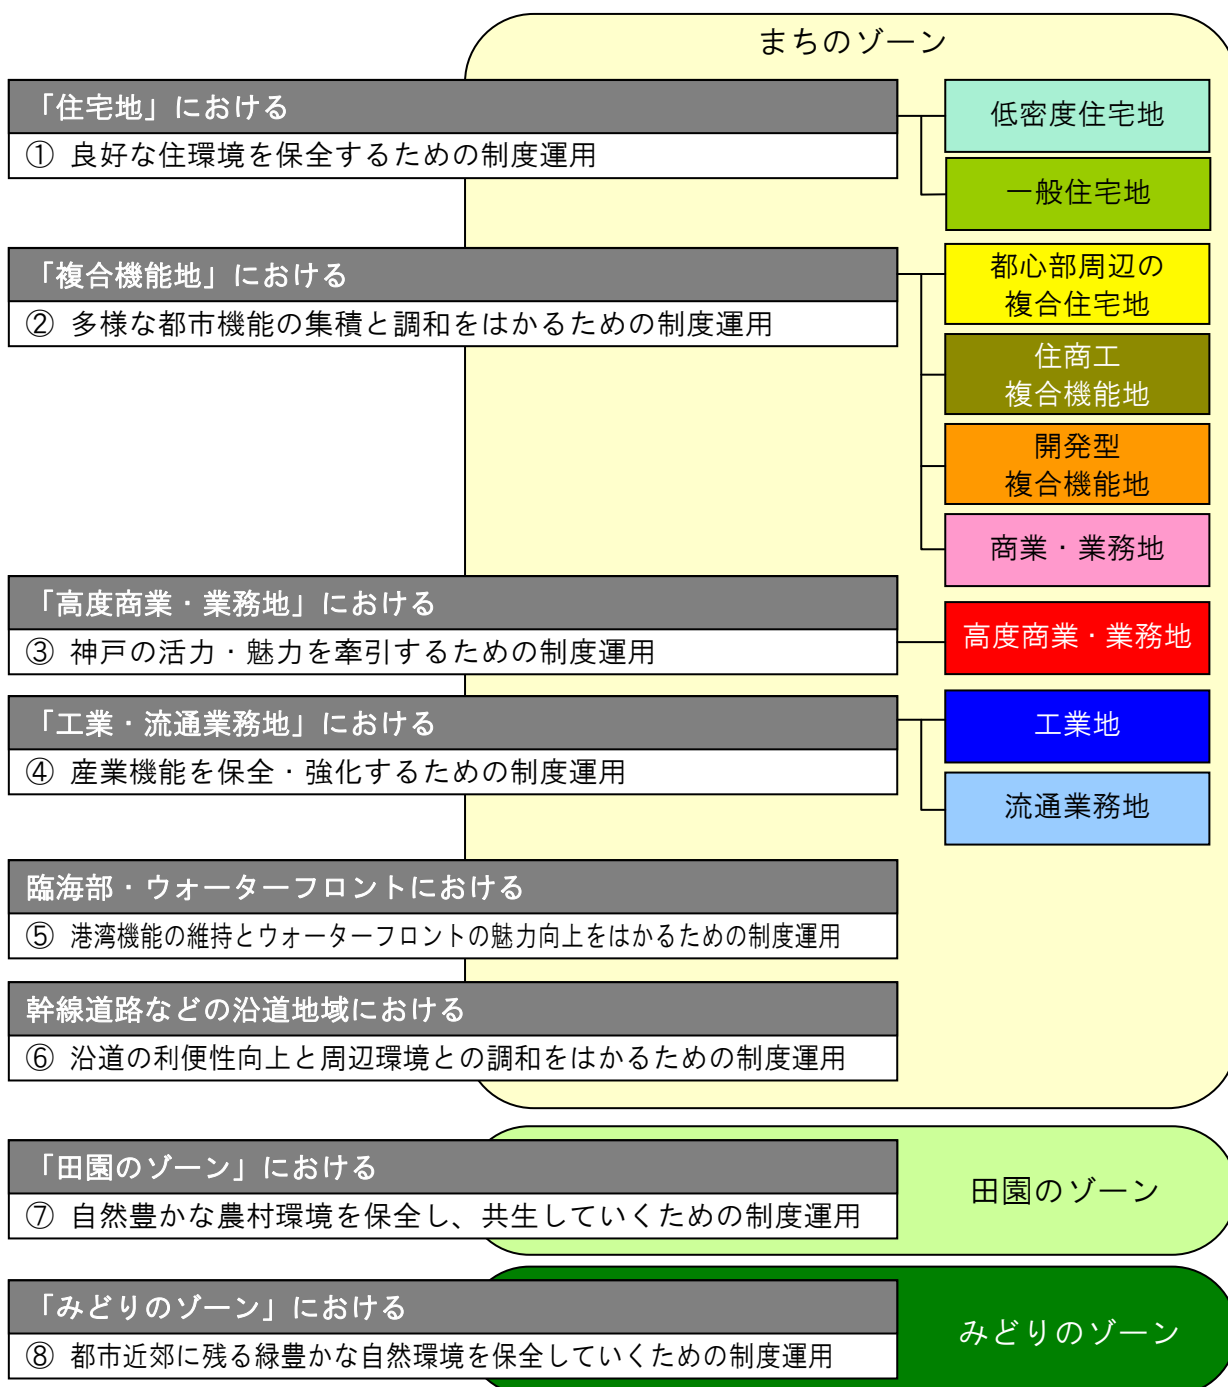 まちのゾーン
「住宅地」における
① 良好な住環境を保全するための制度運用
低密度住宅地
一般住宅地
「複合機能地」における
② 多様な都市機能の集積と調和をはかるための制度運用
都心部周辺の
複合住宅地
住商工
複合機能地
開発型
複合機能地
商業・業務地
「高度商業・業務地」における
③ 神戸の活力・魅力を牽引するための制度運用
高度商業・業務地
「工業・流通業務地」における
④ 産業機能を保全・強化するための制度運用
工業地
流通業務地
臨海部・ウォーターフロントにおける
⑤ 港湾機能の維持とウォーターフロントの魅力向上をはかるための制度運用
幹線道路などの沿道地域における
⑥ 沿道の利便性向上と周辺環境との調和をはかるための制度運用
「田園のゾーン」における
⑦ 自然豊かな農村環境を保全し、共生していくための制度運用
田園のゾーン
「みどりのゾーン」における
⑧ 都市近郊に残る緑豊かな自然環境を保全していくための制度運用
みどりのゾーン